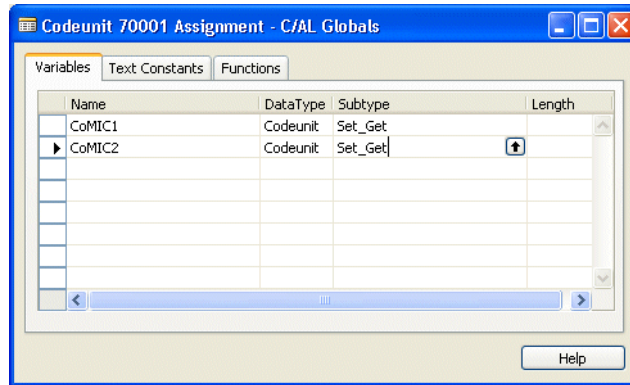 Codeunit 70001 Assignment - C/AL Globals
Variables Text Constants Functions
Name DataType Subtype Length
CoMIC1 Codeunit Set_Get
CoMIC2 Codeunit Set_Get
Help